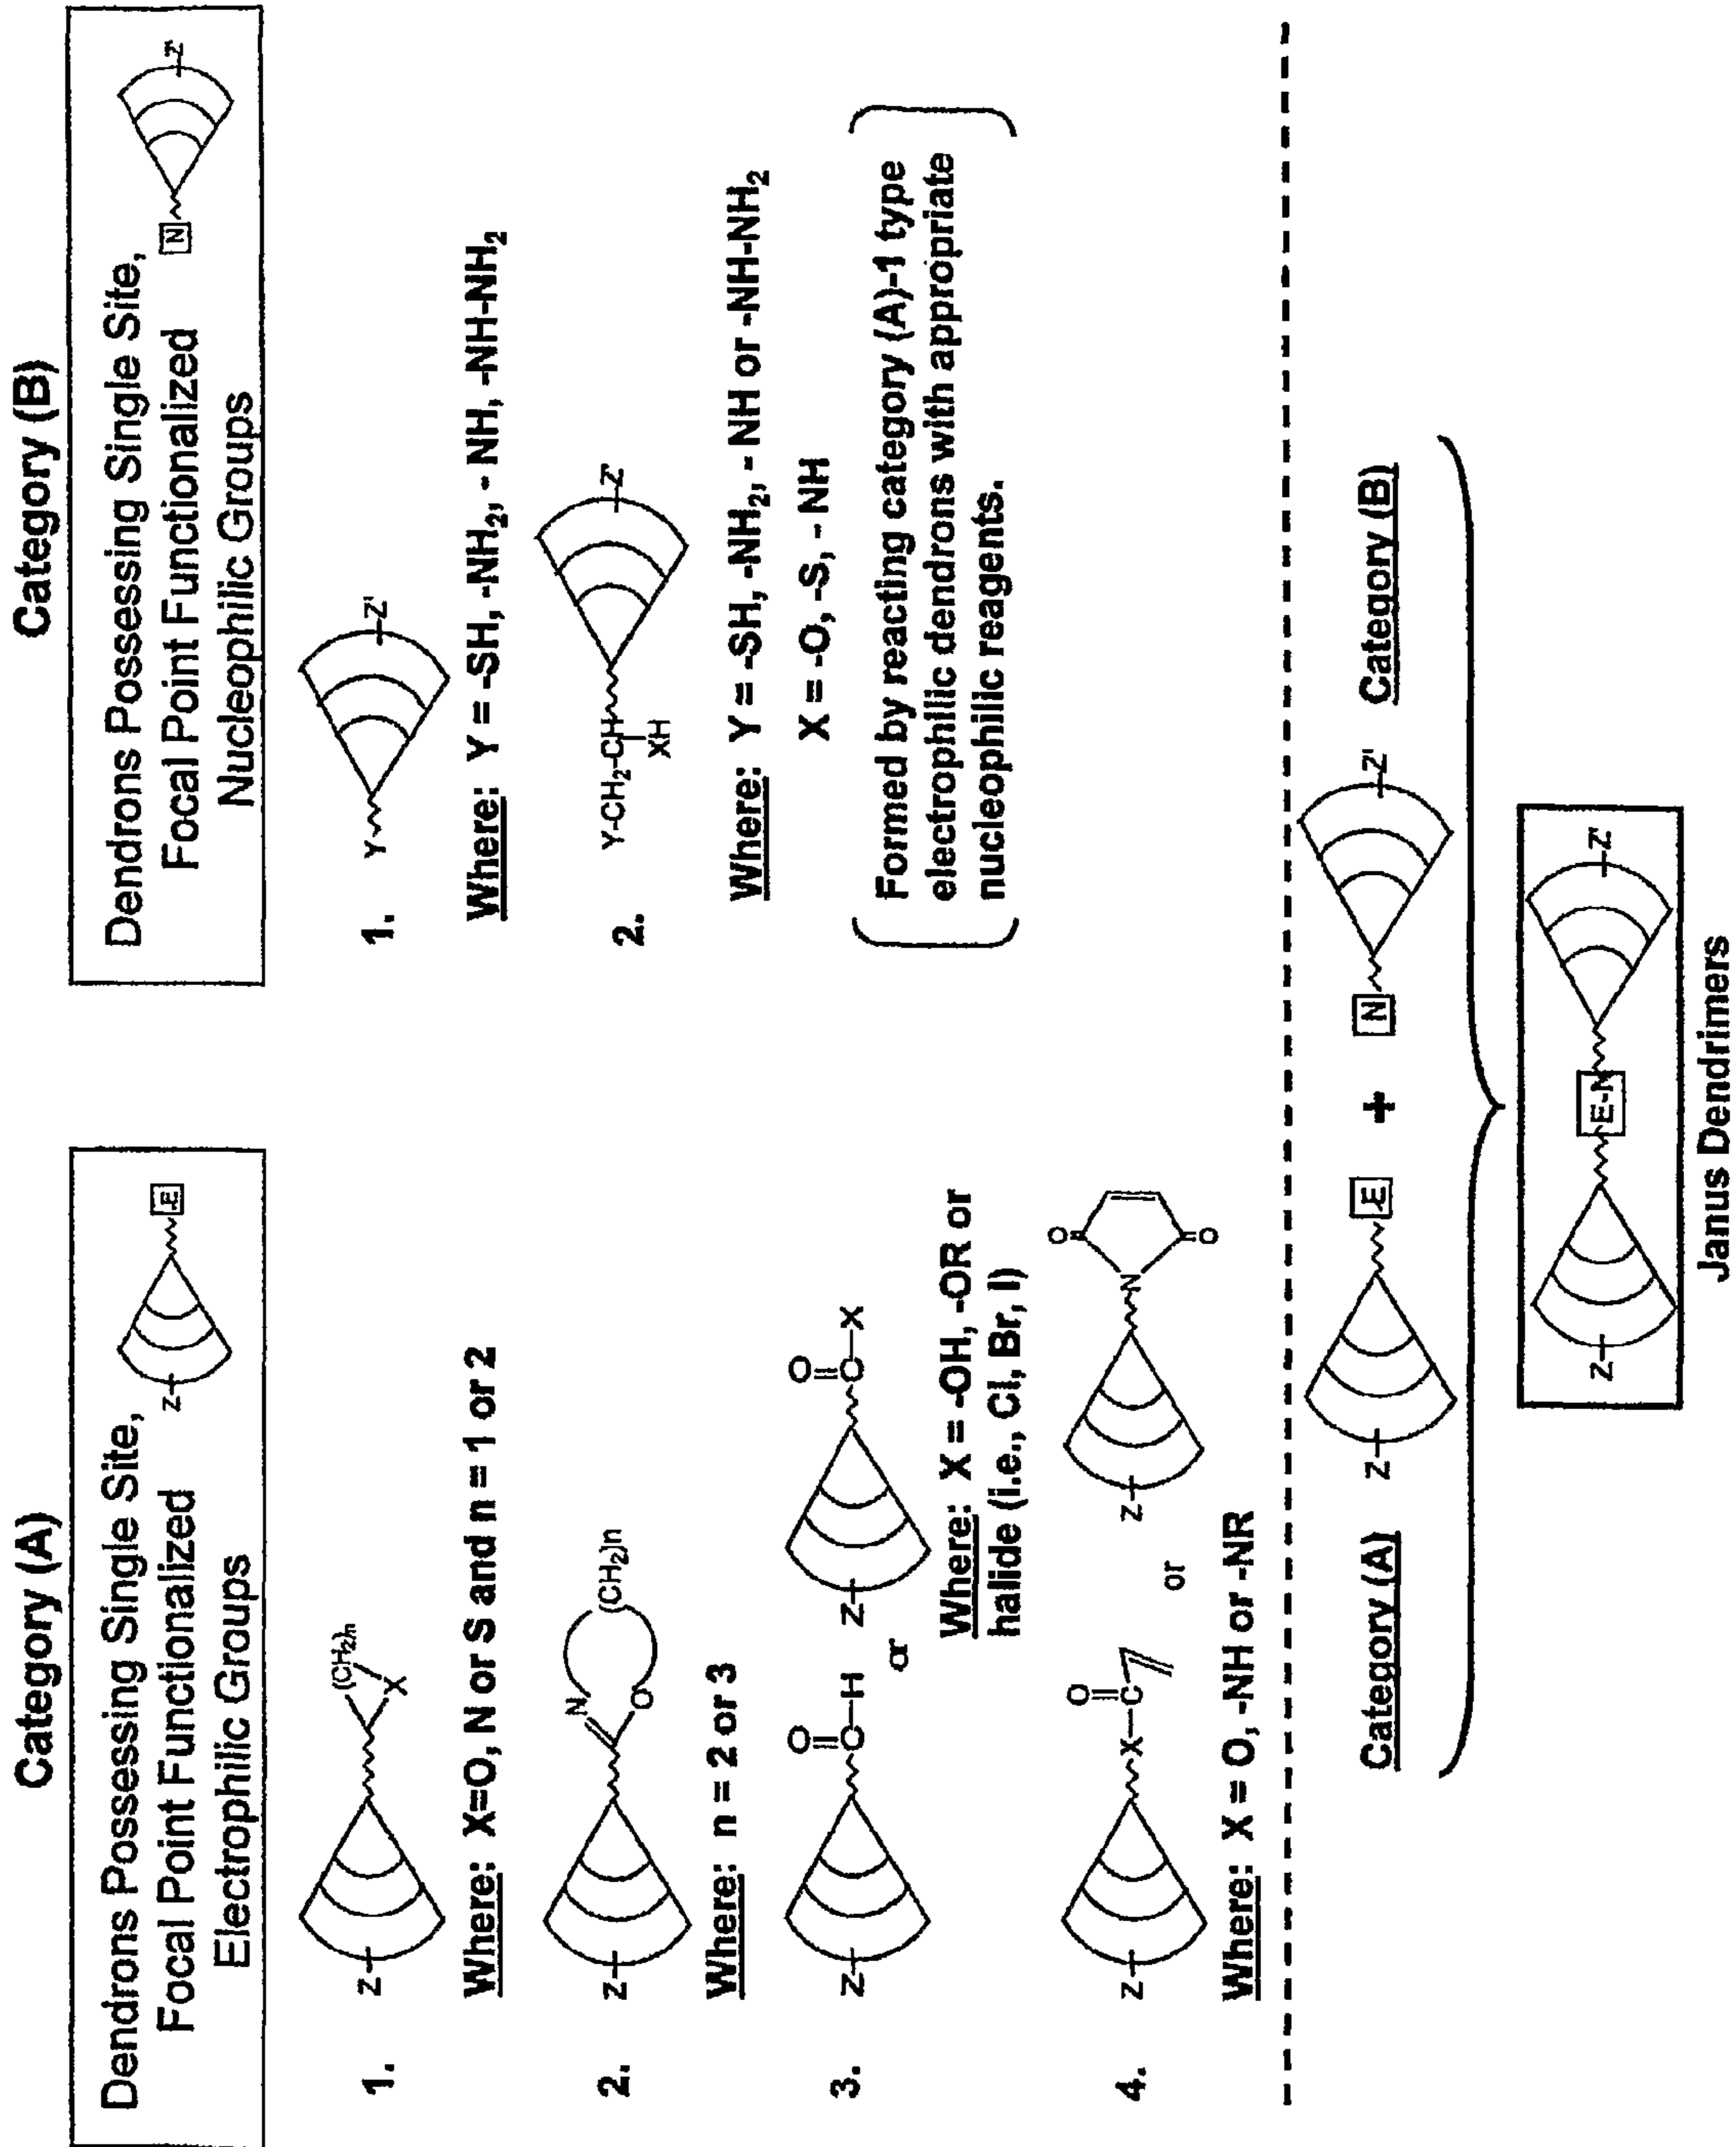 Category (A)
Dendrons Possessing Single Site,
Focal Point Functionalized
Electrophilic Groups
Z
E
1.
Z
(CH2)n
X
Where: X=O, N or S and n = 1 or 2
2.
Z
N
O
(CH2)n
Where: n = 2 or 3
3.
Z
O
C-H
or
Z
O
C-X
Where: X = -OH, -OR or
halide (i.e., Cl, Br, I)
4.
Z
O
X-C
or
Z
N
O
O
Where: X = O, -NH or -NR
Category (B)
Dendrons Possessing Single Site,
Focal Point Functionalized
Nucleophilic Groups
N
Z'
1.
Y
Z'
Where: Y = -SH, -NH2, - NH, -NH-NH2
2.
Y-CH2-CH
XH
Z'
Where: Y = -SH, -NH2, - NH or -NH-NH2
X = -O, -S, - NH
Formed by reacting category (A)-1 type
electrophilic dendrons with appropriate
nucleophilic reagents.
Category (A)
Z
E
+
N
Z'
Category (B)
Z
E-N
Z'
Janus Dendrimers